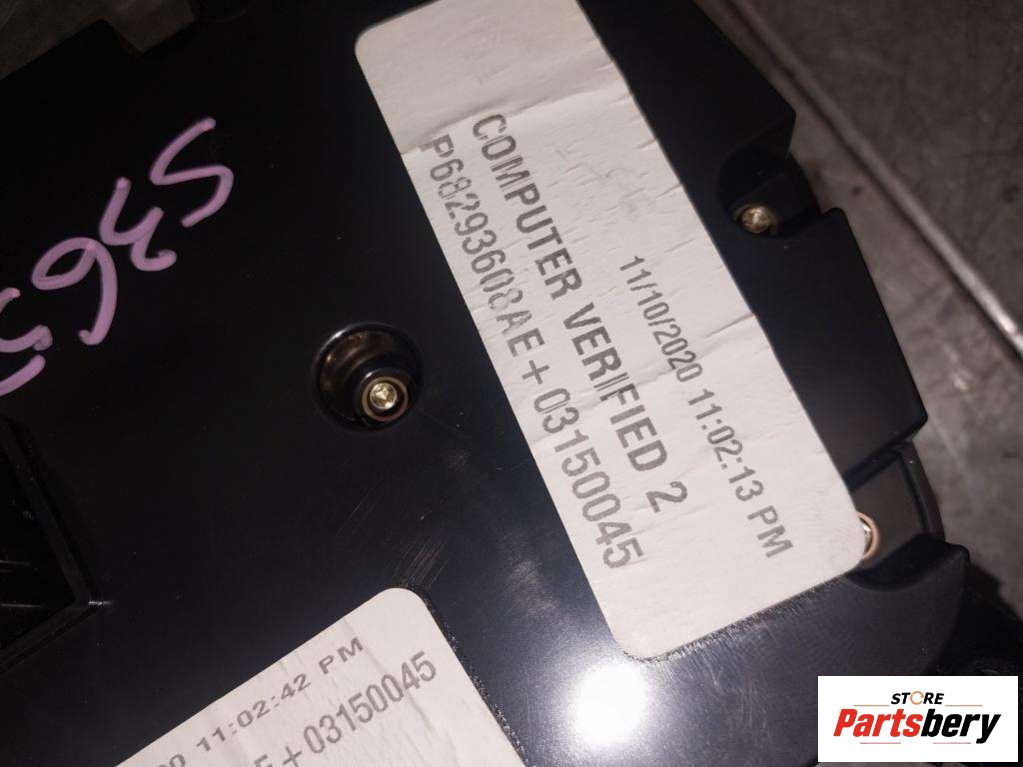 COMPUTER VERIFIED 2
P68293608AE + 03150045
11/10/2020 11:02:13 PM
11:02:42 PM
E + 03150045
S365
STORE
Partsbery